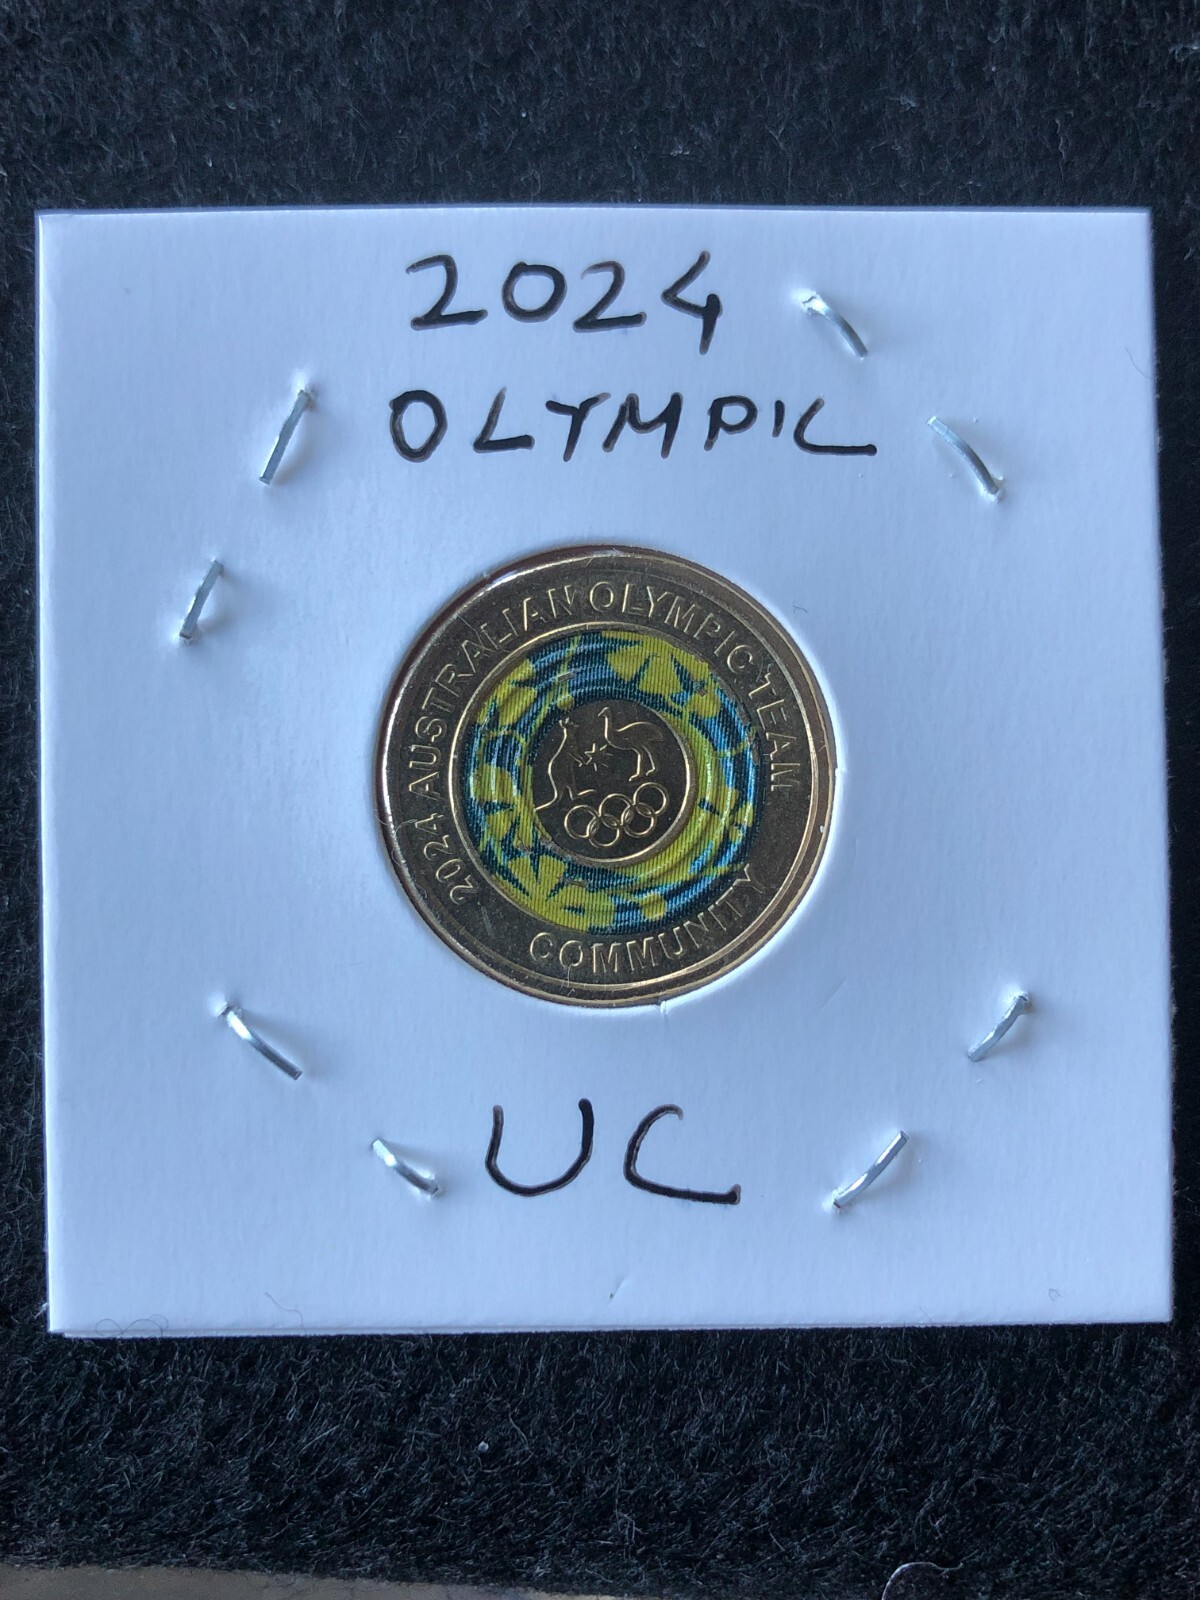 2024
OLYMPIC
2024 AUSTRALIAN OLYMPIC TEAM
COMMUNITY
UC